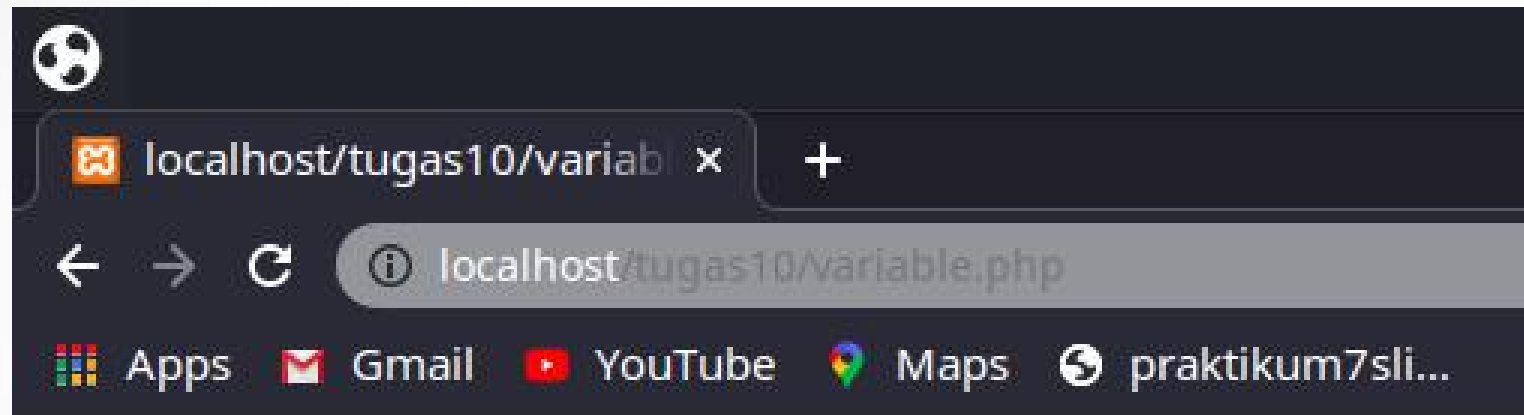 localhost/tugas10/variab
localhost/tugas10/variable.php
Apps Gmail YouTube Maps praktikum7sli...